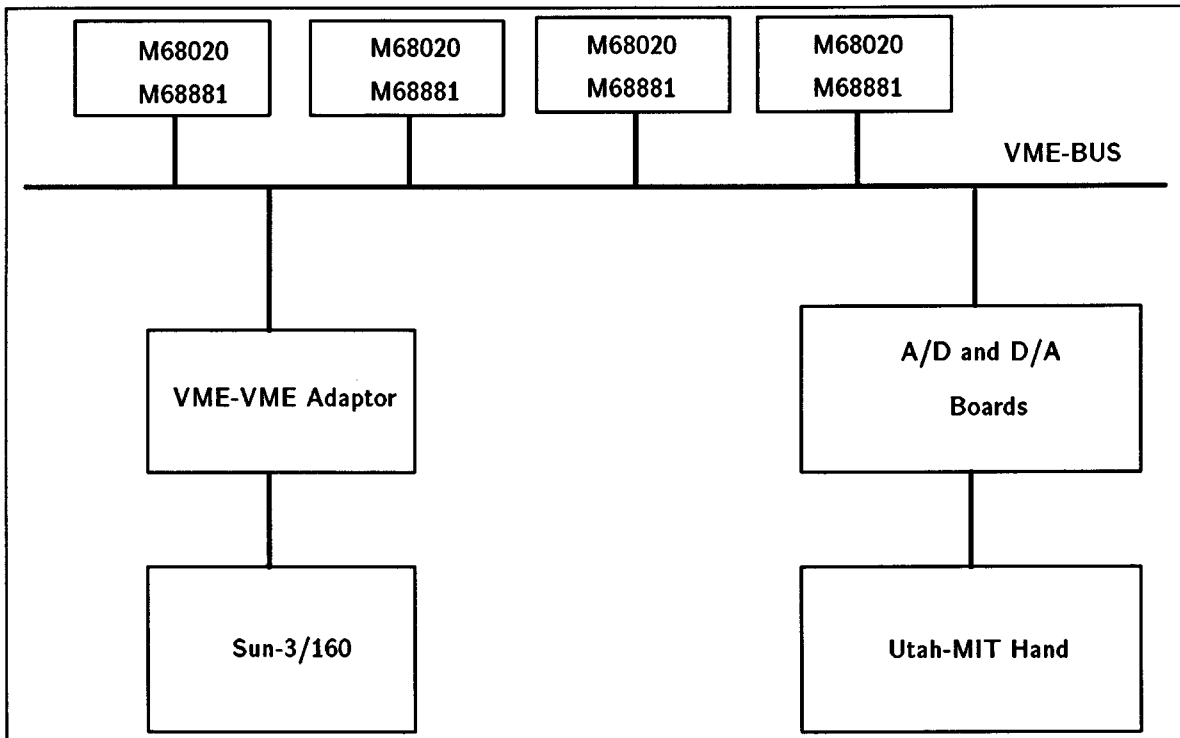 M68020
M68881
M68020
M68881
M68020
M68881
M68020
M68881
VME-BUS
VME-VME Adaptor
A/D and D/A
Boards
Sun-3/160
Utah-MIT Hand